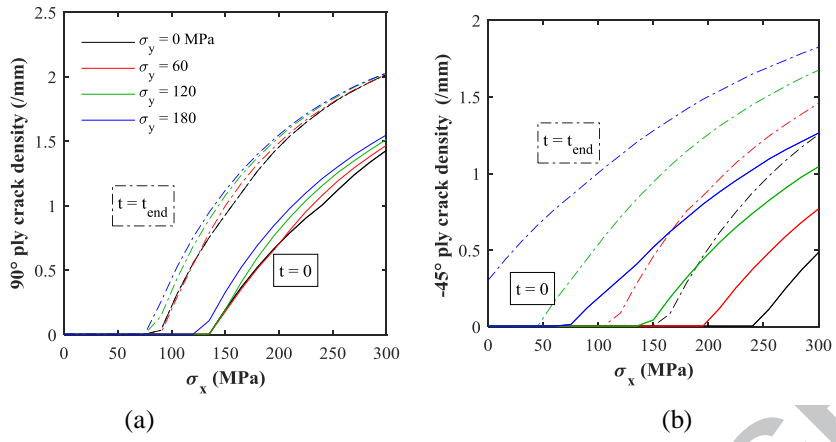 90° ply crack density (/mm)
2.5
2
1.5
1
0.5
0
0 50 100 150 200 250 300
σx (MPa)
σy = 0 MPa
σy = 60
σy = 120
σy = 180
t = tend
t = 0
(a)
-45° ply crack density (/mm)
-2
1.5
1
0.5
0
0 50 100 150 200 250 300
σx (MPa)
t = tend
t = 0
(b)